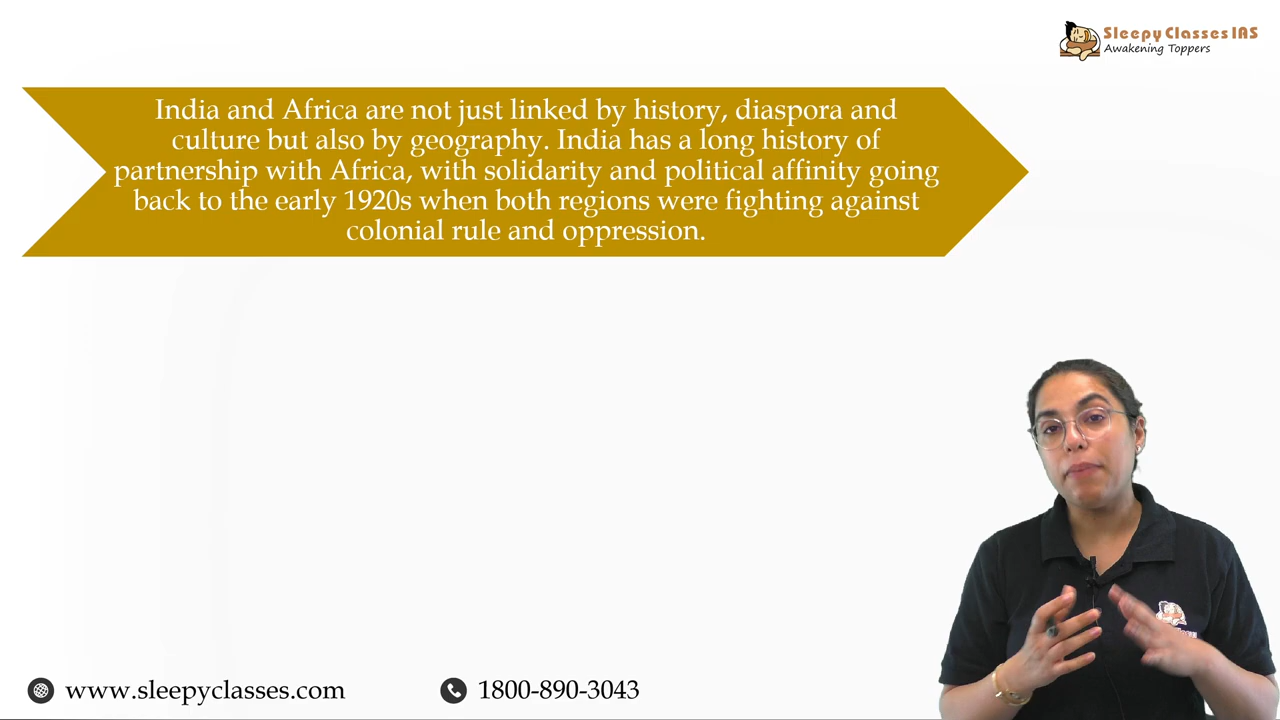 Sleepy Classes IAS
Awakening Toppers
India and Africa are not just linked by history, diaspora and
culture but also by geography. India has a long history of
partnership with Africa, with solidarity and political affinity going
back to the early 1920s when both regions were fighting against
colonial rule and oppression.
www.sleepyclasses.com
1800-890-3043